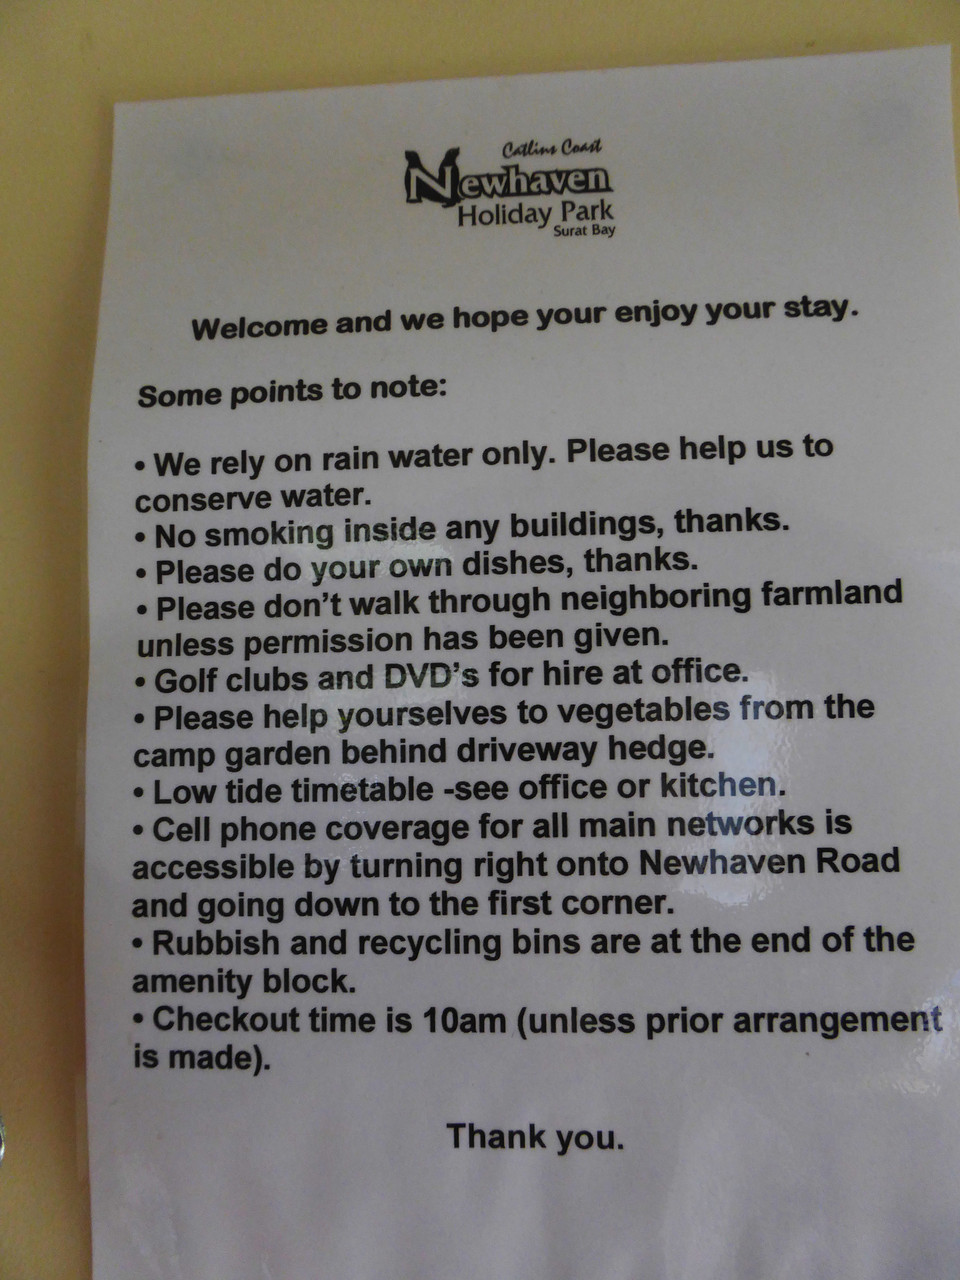 Catlins Coast
Newhaven
Holiday Park
Surat Bay
Welcome and we hope your enjoy your stay.
Some points to note:
• We rely on rain water only. Please help us to
conserve water.
• No smoking inside any buildings, thanks.
• Please do your own dishes, thanks.
• Please don't walk through neighboring farmland
unless permission has been given.
• Golf clubs and DVD's for hire at office.
• Please help yourselves to vegetables from the
camp garden behind driveway hedge.
• Low tide timetable -see office or kitchen.
• Cell phone coverage for all main networks is
accessible by turning right onto Newhaven Road
and going down to the first corner.
• Rubbish and recycling bins are at the end of the
amenity block.
• Checkout time is 10am (unless prior arrangement
is made).
Thank you.